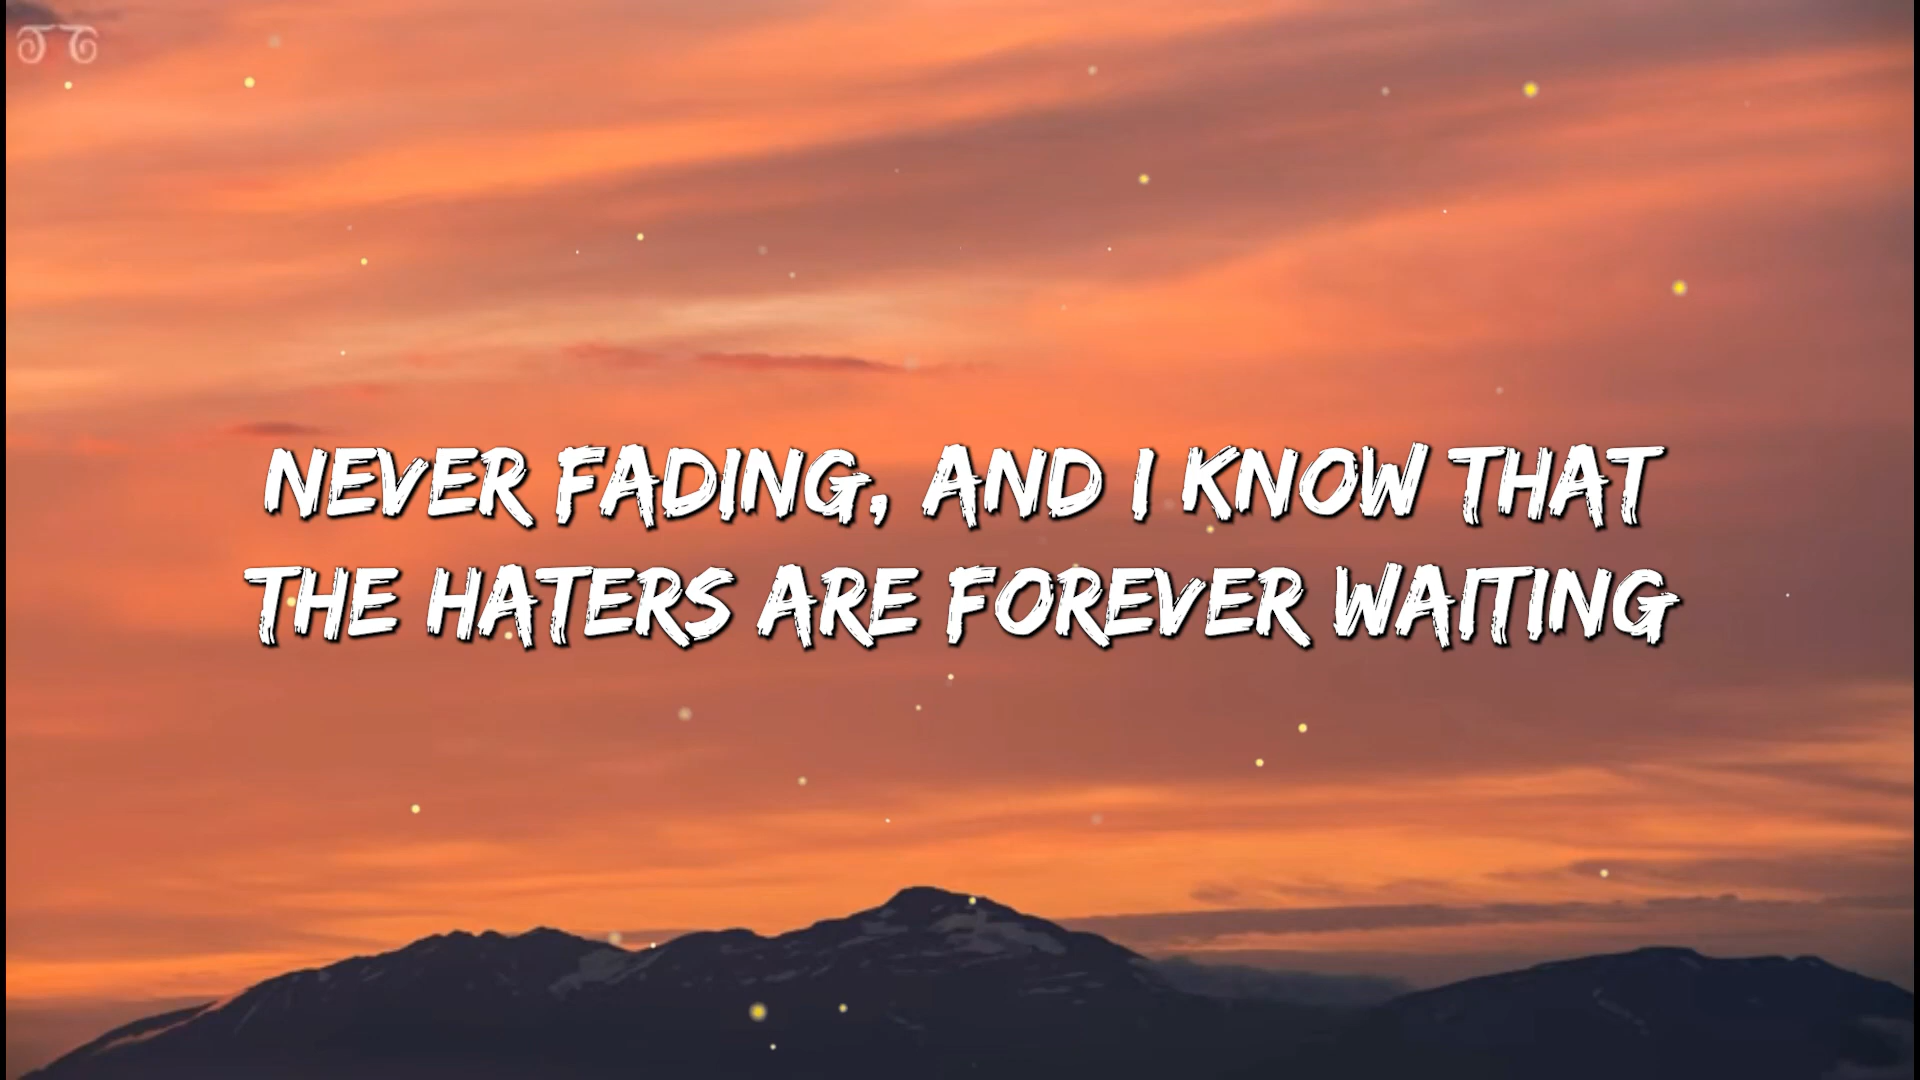 NEVER FADING, AND I KNOW THAT
THE HATERS ARE FOREVER WAITING